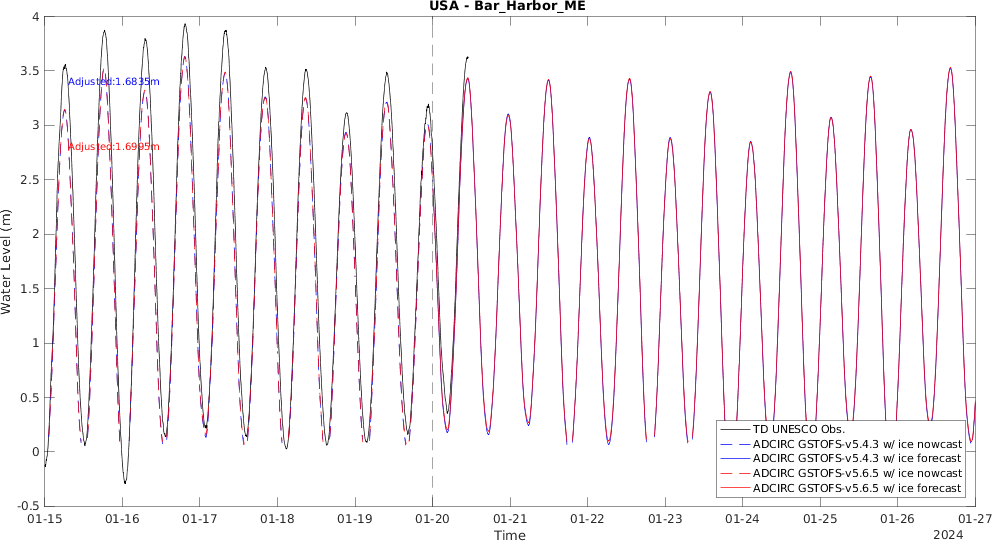 USA - Bar_Harbor_ME
Water Level (m)
4
3.5
3
2.5
2
1.5
1
0.5
0
-0.5
Adjusted:1.6835m
Adjusted:1.6995m
TD UNESCO Obs.
ADCIRC GSTOFS-v5.4.3 w/ ice nowcast
ADCIRC GSTOFS-v5.4.3 w/ ice forecast
ADCIRC GSTOFS-v5.6.5 w/ ice nowcast
ADCIRC GSTOFS-v5.6.5 w/ ice forecast
01-15 01-16 01-17 01-18 01-19 01-20 01-21 01-22 01-23 01-24 01-25 01-26 01-27
Time
2024